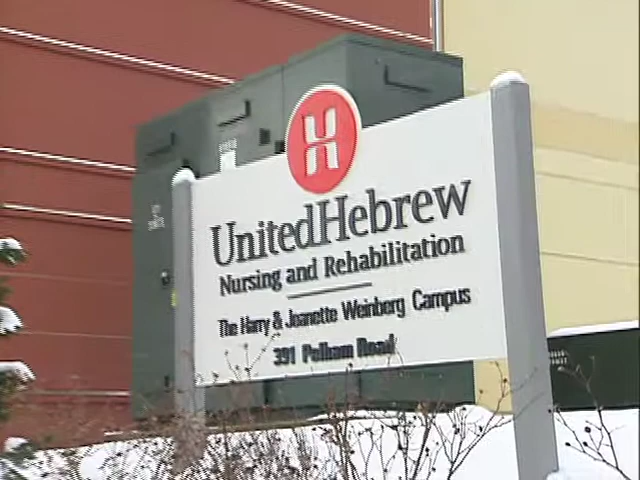 H
UnitedHebrew
Nursing and Rehabilitation
The Harry & Jeanette Weinberg Campus
391 Pelham Road